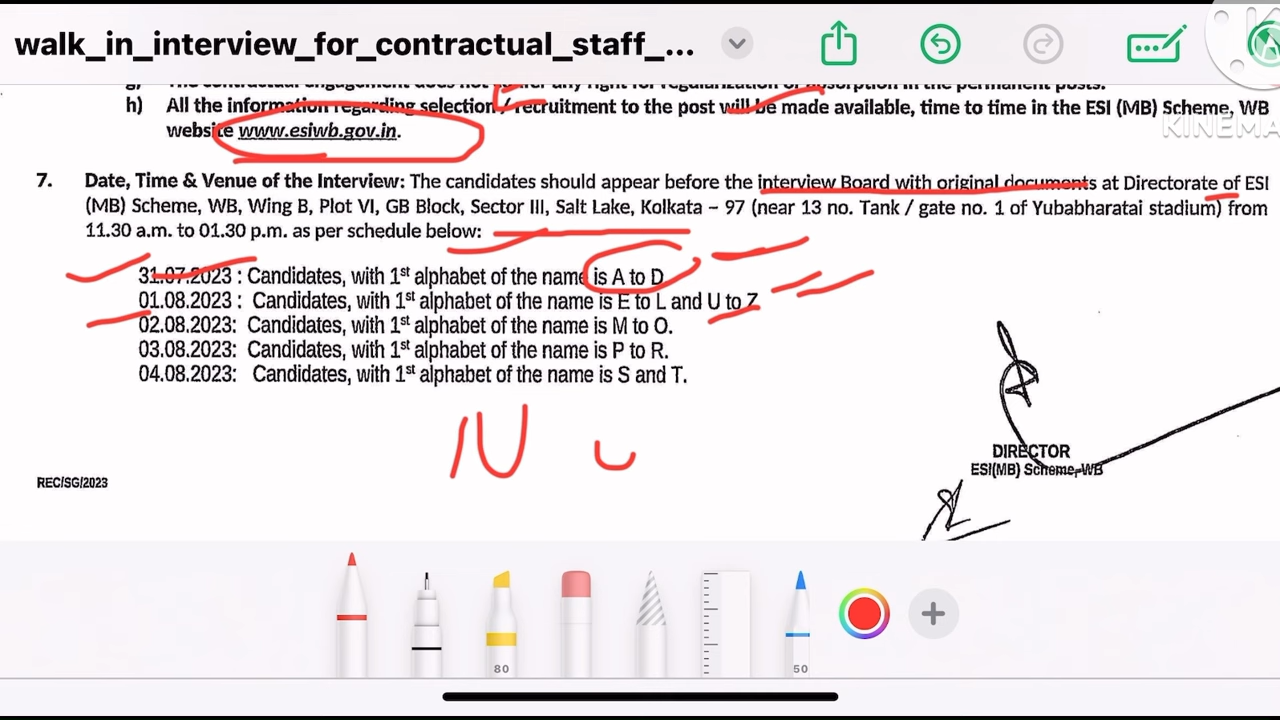 walk_in_interview_for_contractual_staff_...
h) All the information regarding selection / recruitment to the post will be made available, time to time in the ESI (MB) Scheme, WB
website www.esiwb.gov.in.
KINEMA
7. Date, Time & Venue of the Interview: The candidates should appear before the interview Board with original documents at Directorate of ESI
(MB) Scheme, WB, Wing B, Plot VI, GB Block, Sector III, Salt Lake, Kolkata – 97 (near 13 no. Tank / gate no. 1 of Yubabharatai stadium) from
11.30 a.m. to 01.30 p.m. as per schedule below:
31.07.2023 : Candidates, with 1st alphabet of the name is A to D
01.08.2023 : Candidates, with 1st alphabet of the name is E to L and U to Z
02.08.2023: Candidates, with 1st alphabet of the name is M to O.
03.08.2023: Candidates, with 1st alphabet of the name is P to R.
04.08.2023: Candidates, with 1st alphabet of the name is S and T.
N
DIRECTOR
ESI(MB) Scheme, WB
REC/SG/2023
80
50